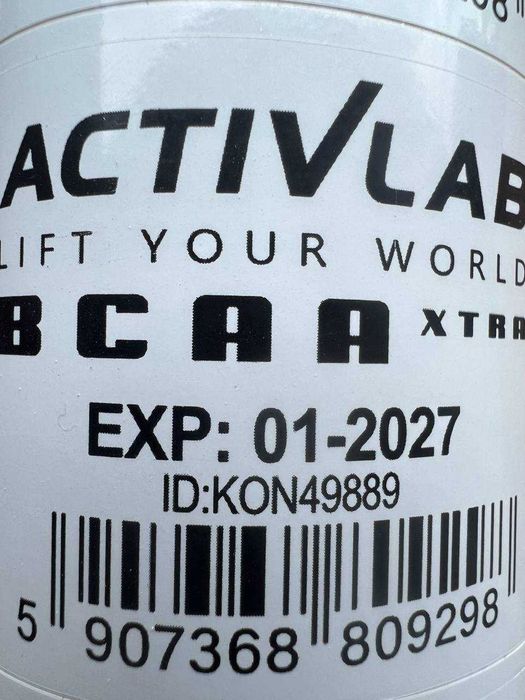 ACTIVLAB
LIFT YOUR WORLD
BCAA XTRA
EXP: 01-2027
ID:KON49889
5 907368 809298